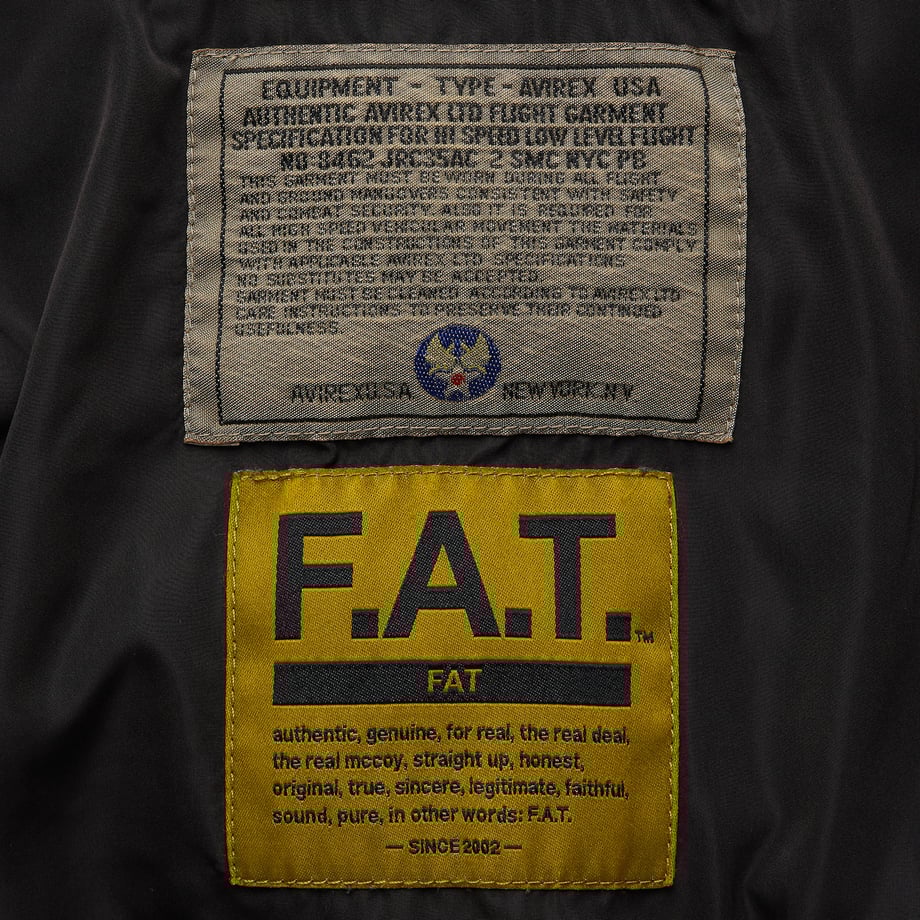 EQUIPMENT - TYPE - AVIREX USA
AUTHENTIC AVIREX LTD FLIGHT GARMENT
SPECIFICATION FOR HI SPEED LOW LEVEL FLIGHT
NO 8462 JRC35AC 2 SMC NYC PB
THIS GARMENT MUST BE WORN DURING ALL FLIGHT
AND GROUND MANOUVERS CONSISTENT WITH SAFETY
AND COMBAT SECURITY. ALSO IT IS REQUIRED FOR
ALL HIGH SPEED VEHICULAR MOVEMENT THE MATERIALS
USED IN THE CONSTRUCTIONS OF THIS GARMENT COMPLY
WITH APPLICABLE AVIREX LTD SPECIFICATIONS
NO SUBSTITUTES MAY BE ACCEPTED.
GARMENT MUST BE CLEANED ACCORDING TO AVIREX LTD
CARE INSTRUCTIONS TO PRESERVE THEIR CONTINUED
USEFULNESS.
AVIREX U.S.A NEW YORK.N.Y
F.A.T.™
FAT
authentic, genuine, for real, the real deal,
the real mccoy, straight up, honest,
original, true, sincere, legitimate, faithful,
sound, pure, in other words: F.A.T.
— SINCE 2002 —